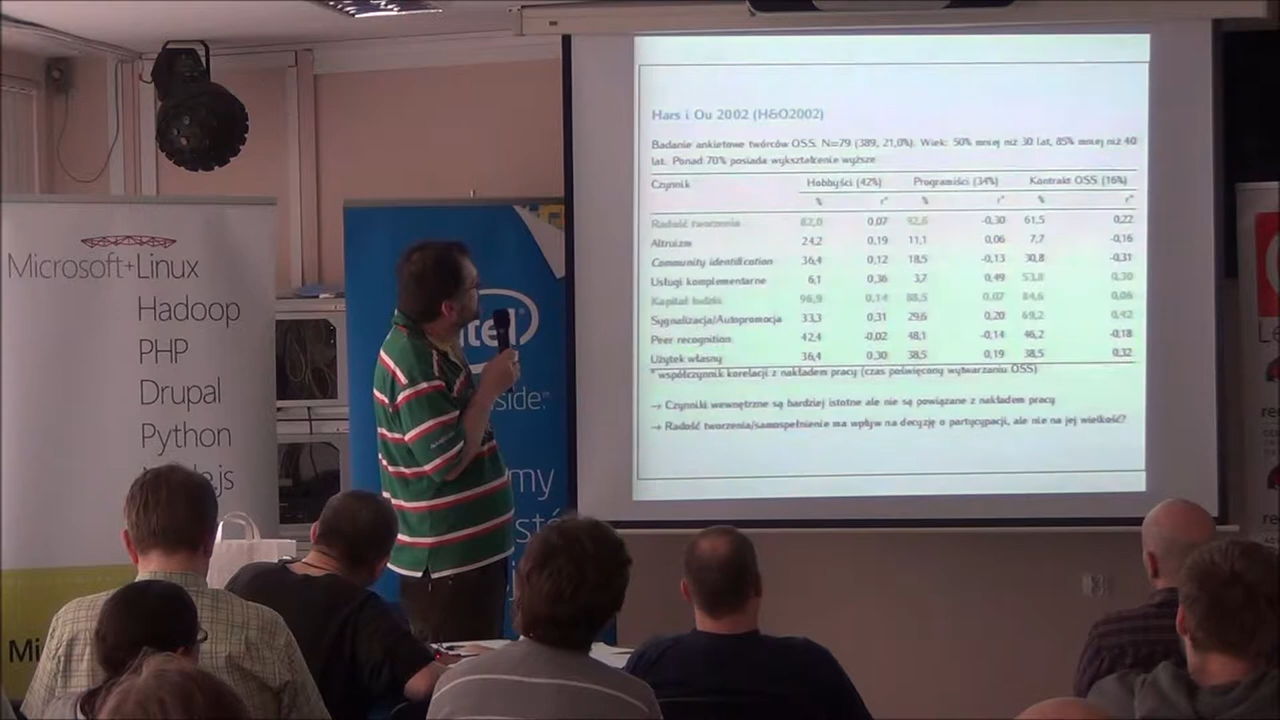 Microsoft+Linux
Hadoop
PHP
Drupal
Python
Mi
intel
inside.
my
Hars i Ou 2002 (H&O2002)
Badanie ankietowe twórców OSS. N=79 (389, 21,0%). Wiek: 50% mniej niż 30 lat, 85% mniej niż 40
lat. Ponad 70% posiada wykształcenie wyższe
Czynnik Hobbyści (42%) Programiści (34%) Kontrakt OSS (16%)
% r* % r* % r*
Radość tworzenia 82,0 0,07 92,6 -0,30 61,5 0,22
Altruizm 24,2 0,19 11,1 0,06 7,7 -0,16
Community identification 36,4 0,12 18,5 -0,13 30,8 -0,31
Usługi komplementarne 6,1 0,36 3,7 0,49 53,8 0,30
Kapitał ludzki 96,9 0,14 88,5 0,07 84,6 0,06
Sygnalizacja/Autopromocja 33,3 0,31 29,6 0,20 69,2 0,42
Peer recognition 42,4 -0,02 48,1 -0,14 46,2 -0,18
Użytek własny 36,4 0,30 38,5 0,19 38,5 0,32
* współczynnik korelacji z nakładem pracy (czas poświęcony wytwarzaniu OSS)
→ Czynniki wewnętrzne są bardziej istotne ale nie są powiązane z nakładem pracy
→ Radość tworzenia/samospełnienie ma wpływ na decyzję o partycypacji, ale nie na jej wielkość?